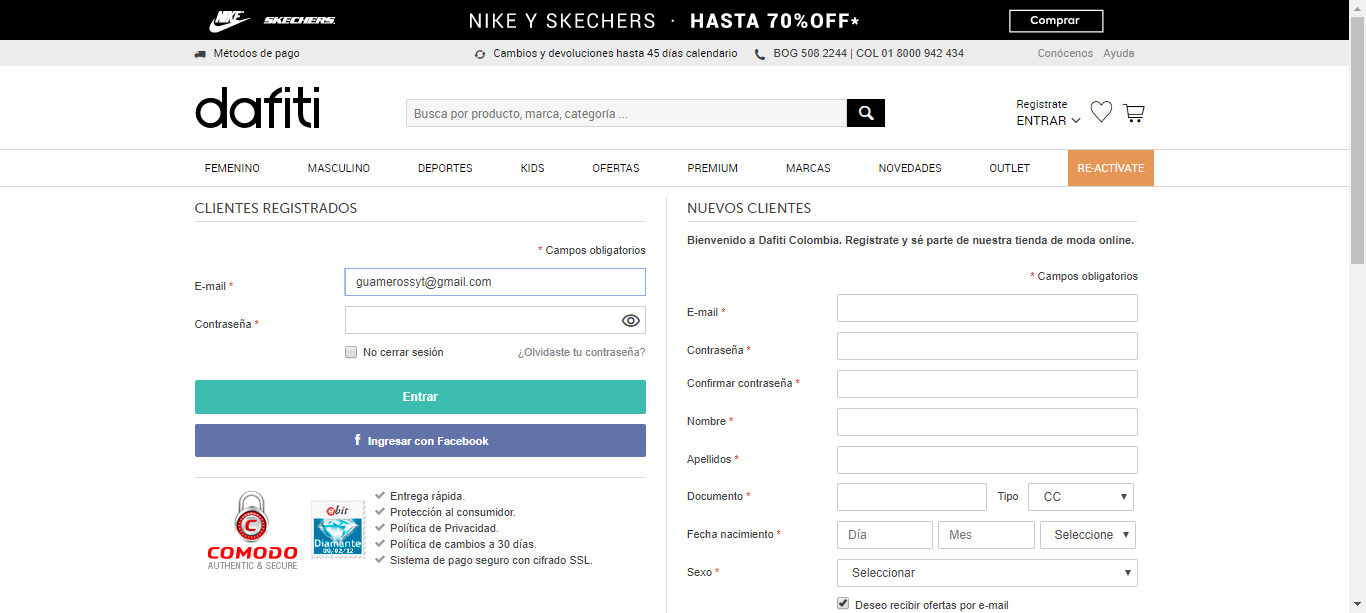 NIKE SKECHERS. NIKE Y SKECHERS · HASTA 70%OFF* Comprar
Métodos de pago Cambios y devoluciones hasta 45 días calendario BOG 508 2244 | COL 01 8000 942 434 Conócenos Ayuda
dafiti
Busca por producto, marca, categoría ...
Registrate
ENTRAR
FEMENINO MASCULINO DEPORTES KIDS OFERTAS PREMIUM MARCAS NOVEDADES OUTLET RE-ACTÍVATE
CLIENTES REGISTRADOS
* Campos obligatorios
E-mail * guamerossyt@gmail.com
Contraseña *
No cerrar sesión ¿Olvidaste tu contraseña?
Entrar
f Ingresar con Facebook
C
COMODO
AUTHENTIC & SECURE
ebit
Diamante
09/02/12
Entrega rápida.
Protección al consumidor.
Política de Privacidad.
Política de cambios a 30 días.
Sistema de pago seguro con cifrado SSL.
NUEVOS CLIENTES
Bienvenido a Dafiti Colombia. Registrate y sé parte de nuestra tienda de moda online.
* Campos obligatorios
E-mail *
Contraseña *
Confirmar contraseña *
Nombre *
Apellidos *
Documento * Tipo CC
Fecha nacimiento * Día Mes Seleccione
Sexo * Seleccionar
Deseo recibir ofertas por e-mail